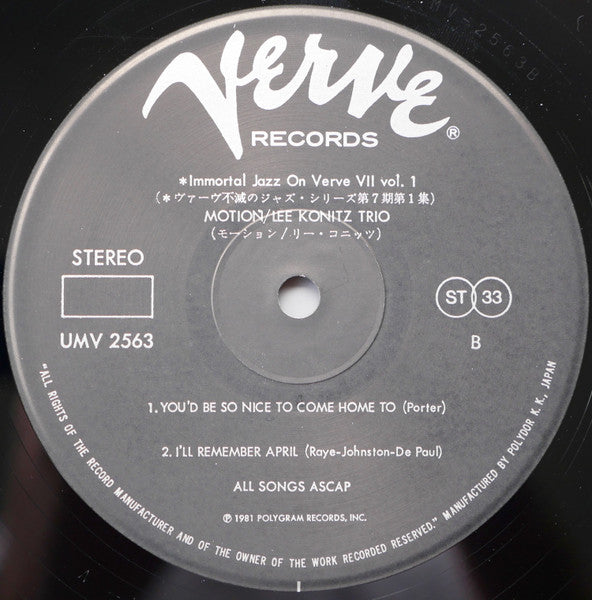 Verve
RECORDS®
*Immortal Jazz On Verve VII vol. 1
(*ヴァーヴ不滅のジャズ・シリーズ第7期第1集)
MOTION/LEE KONITZ TRIO
(モーション/リー・コニッツ)
STEREO
ST 33
UMV 2563
B
1. YOU'D BE SO NICE TO COME HOME TO (Porter)
2. I'LL REMEMBER APRIL (Raye-Johnston-De Paul)
ALL SONGS ASCAP
℗ 1981 POLYGRAM RECORDS, INC.
"ALL RIGHTS OF THE RECORD MANUFACTURER AND OF THE OWNER OF THE WORK RECORDED RESERVED." MANUFACTURED BY POLYDOR K. K., JAPAN
MV-2563B